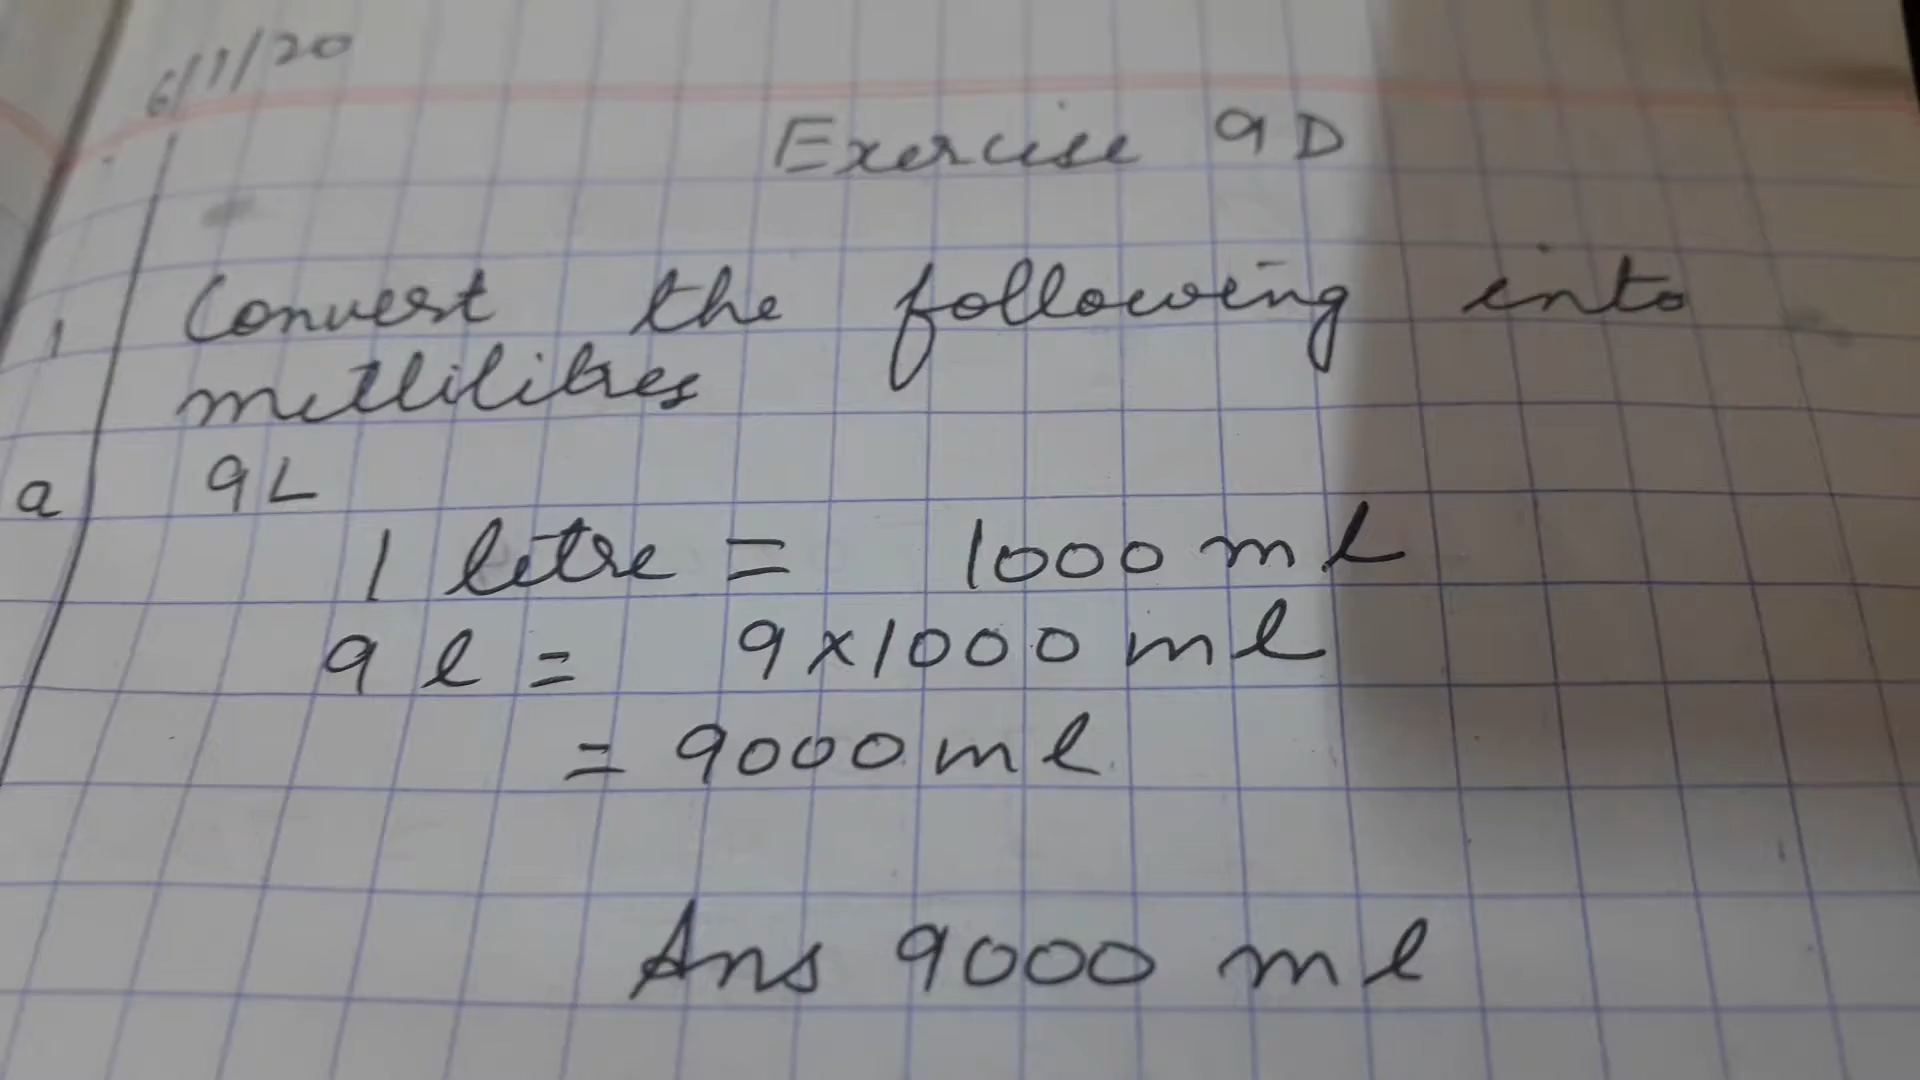 6/11/20
Exercise 9D
1 Convert the following into
millilitres
a 9L
1 litre = 1000 ml
9 l = 9x1000 ml
= 9000 ml
Ans 9000 ml